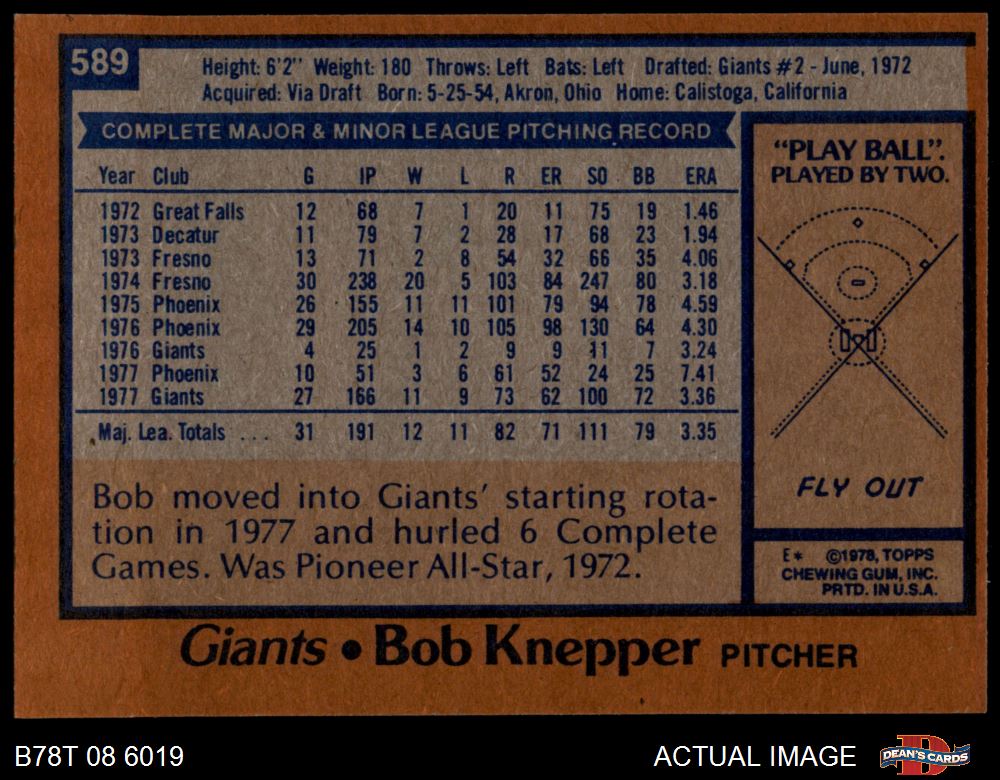 589
Height: 6'2" Weight: 180 Throws: Left Bats: Left Drafted: Giants #2 - June, 1972
Acquired: Via Draft Born: 5-25-54, Akron, Ohio Home: Calistoga, California
COMPLETE MAJOR & MINOR LEAGUE PITCHING RECORD
Year Club G IP W L R ER SO BB ERA
1972 Great Falls 12 68 7 1 20 11 75 19 1.46
1973 Decatur 11 79 7 2 28 17 68 23 1.94
1973 Fresno 13 71 2 8 54 32 66 35 4.06
1974 Fresno 30 238 20 5 103 84 247 80 3.18
1975 Phoenix 26 155 11 11 101 79 94 78 4.59
1976 Phoenix 29 205 14 10 105 98 130 64 4.30
1976 Giants 4 25 1 2 9 9 11 7 3.24
1977 Phoenix 10 51 3 6 61 52 24 25 7.41
1977 Giants 27 166 11 9 73 62 100 72 3.36
Maj. Lea. Totals ... 31 191 12 11 82 71 111 79 3.35
Bob moved into Giants' starting rota-
tion in 1977 and hurled 6 Complete
Games. Was Pioneer All-Star, 1972.
"PLAY BALL".
PLAYED BY TWO.
FLY OUT
E* ©1978, TOPPS
CHEWING GUM, INC.
PRTD. IN U.S.A.
Giants • Bob Knepper PITCHER
B78T 08 6019
ACTUAL IMAGE
D
DEAN'S CARDS